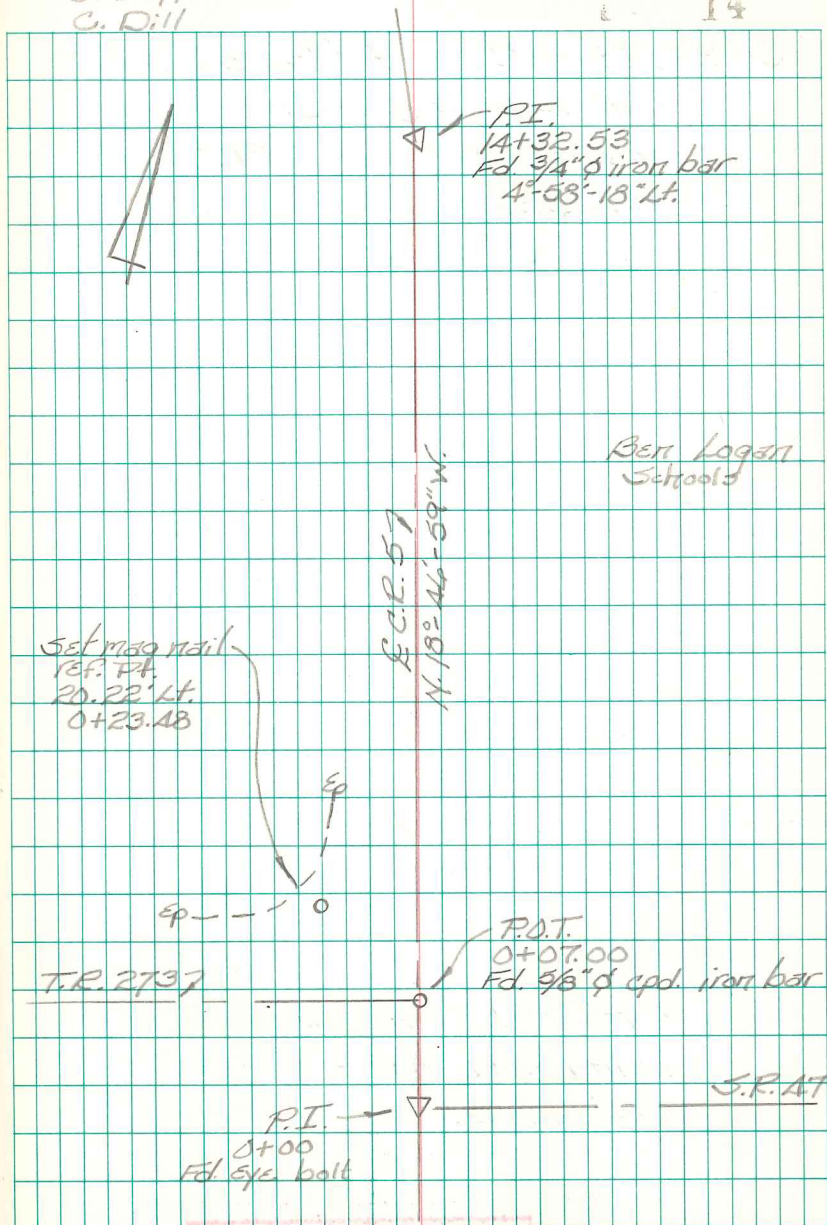 C. Dill
14
P.I.
14+32.53
Fd. 3/4"⌀ iron bar
4°-58'-18" Lt.
Ben Logan
Schools
℄ C.R. 57
N. 18°-46'-59" W.
Set mag nail
ref. Pt.
20.22' Lt.
0+23.48
Ep
Ep
P.O.T.
0+07.00
Fd. 5/8"⌀ cpd. iron bar
T.R. 2737
S.R. 47
P.I.
0+00
Fd. Eye bolt